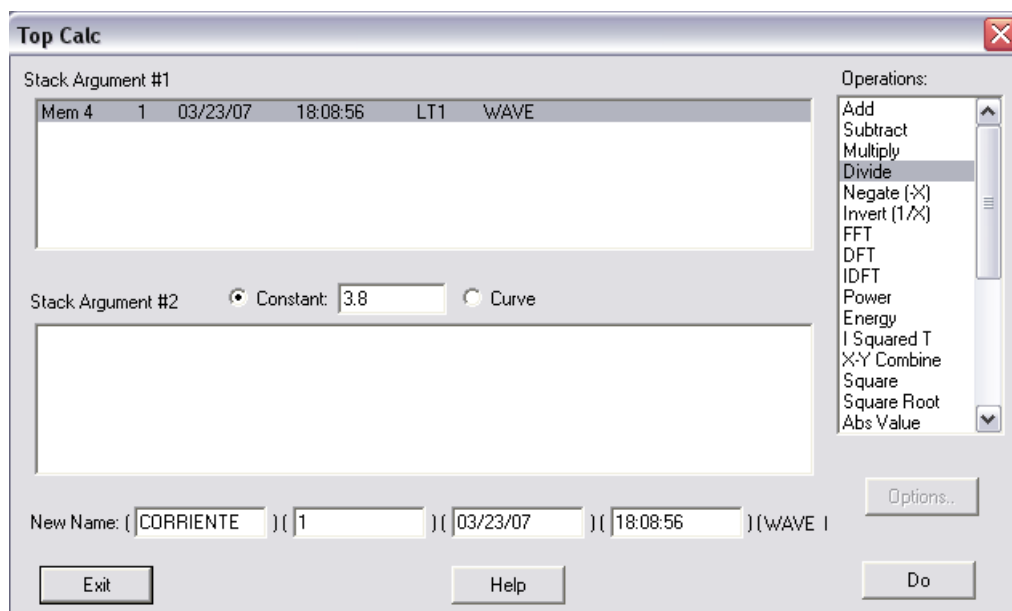 Top Calc
Stack Argument #1
Operations:
Mem 4 1 03/23/07 18:08:56 LT1 WAVE
Add
Subtract
Multiply
Divide
Negate (-X)
Invert (1/X)
FFT
DFT
IDFT
Power
Energy
I Squared T
X-Y Combine
Square
Square Root
Abs Value
Stack Argument #2 Constant: 3.8 Curve
Options..
New Name: ( CORRIENTE ) ( 1 ) ( 03/23/07 ) ( 18:08:56 ) (WAVE )
Exit Help Do